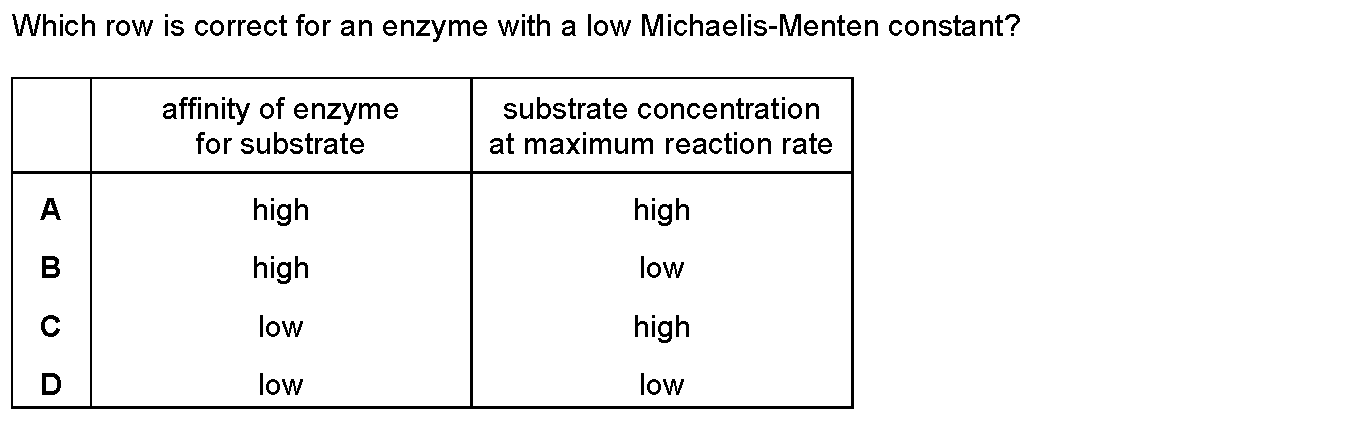 Which row is correct for an enzyme with a low Michaelis-Menten constant?
affinity of enzyme
for substrate
substrate concentration
at maximum reaction rate
A high high
B high low
C low high
D low low